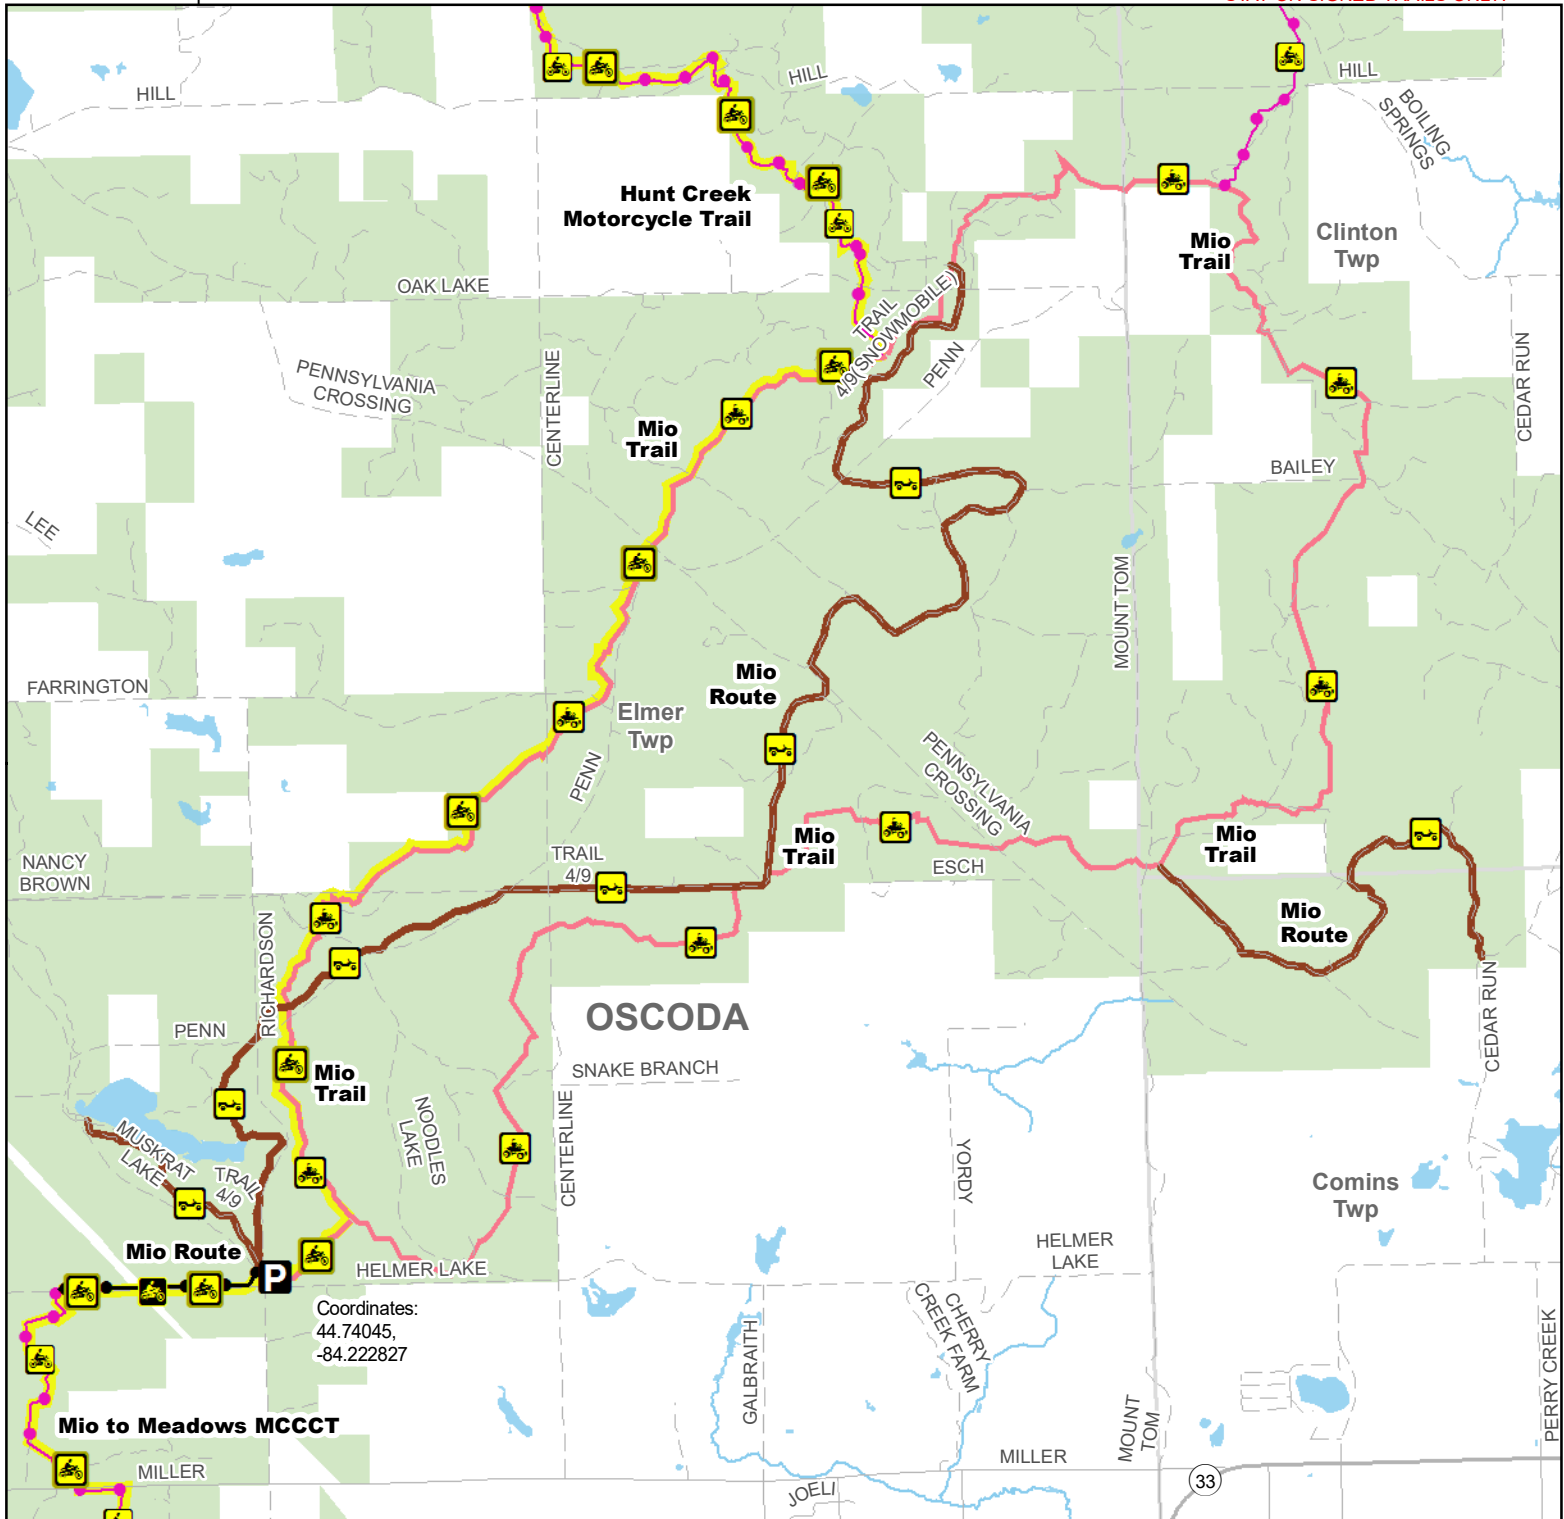 HILL
HILL
HILL
BOILING
SPRINGS
Hunt Creek
Motorcycle Trail
Mio
Trail
Clinton
Twp
OAK LAKE
TRAIL
4/9(SNOWMOBILE)
PENN
PENNSYLVANIA
CROSSING
CENTERLINE
CEDAR RUN
Mio
Trail
BAILEY
LEE
MOUNT TOM
FARRINGTON
Mio
Route
Elmer
Twp
PENN
PENNSYLVANIA
CROSSING
NANCY
BROWN
TRAIL
4/9
Mio
Trail
ESCH
Mio
Trail
Mio
Route
RICHARDSON
PENN
OSCODA
CEDAR RUN
Mio
Trail
SNAKE BRANCH
NOODLES
LAKE
CENTERLINE
MUSKRAT
LAKE
TRAIL
4/9
YORDY
Comins
Twp
Mio Route
P
HELMER LAKE
HELMER
LAKE
Coordinates:
44.74045,
-84.222827
GALBRAITH
CHERRY
CREEK FARM
PERRY CREEK
Mio to Meadows MCCCT
MOUNT
TOM
MILLER
MILLER
33
JOELI